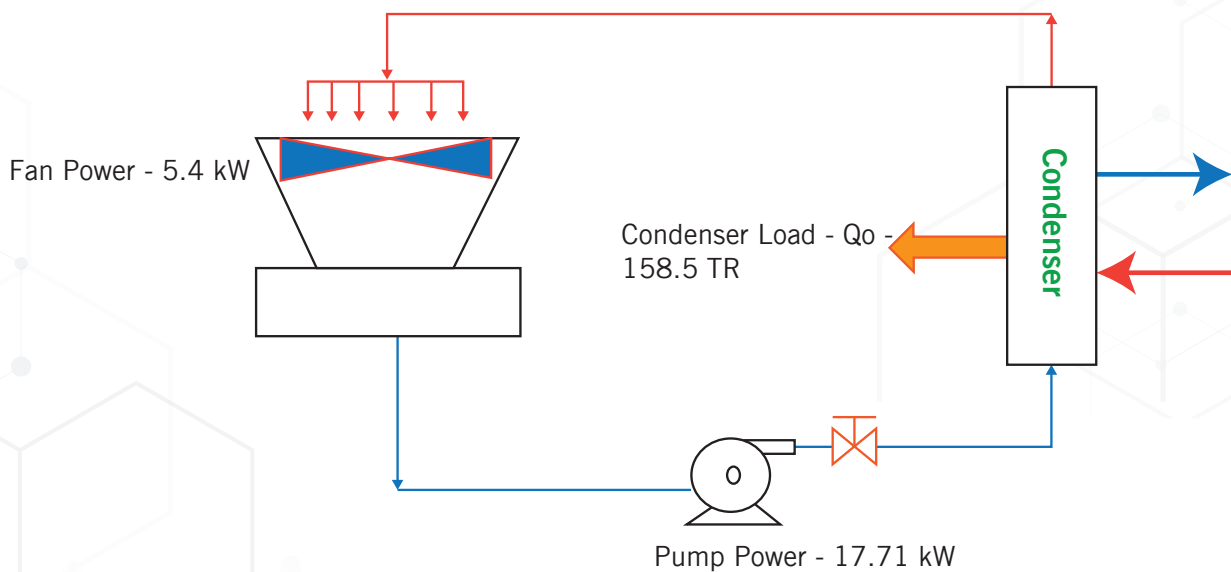 Fan Power - 5.4 kW
Condenser Load - Qo -
158.5 TR
Condenser
Pump Power - 17.71 kW